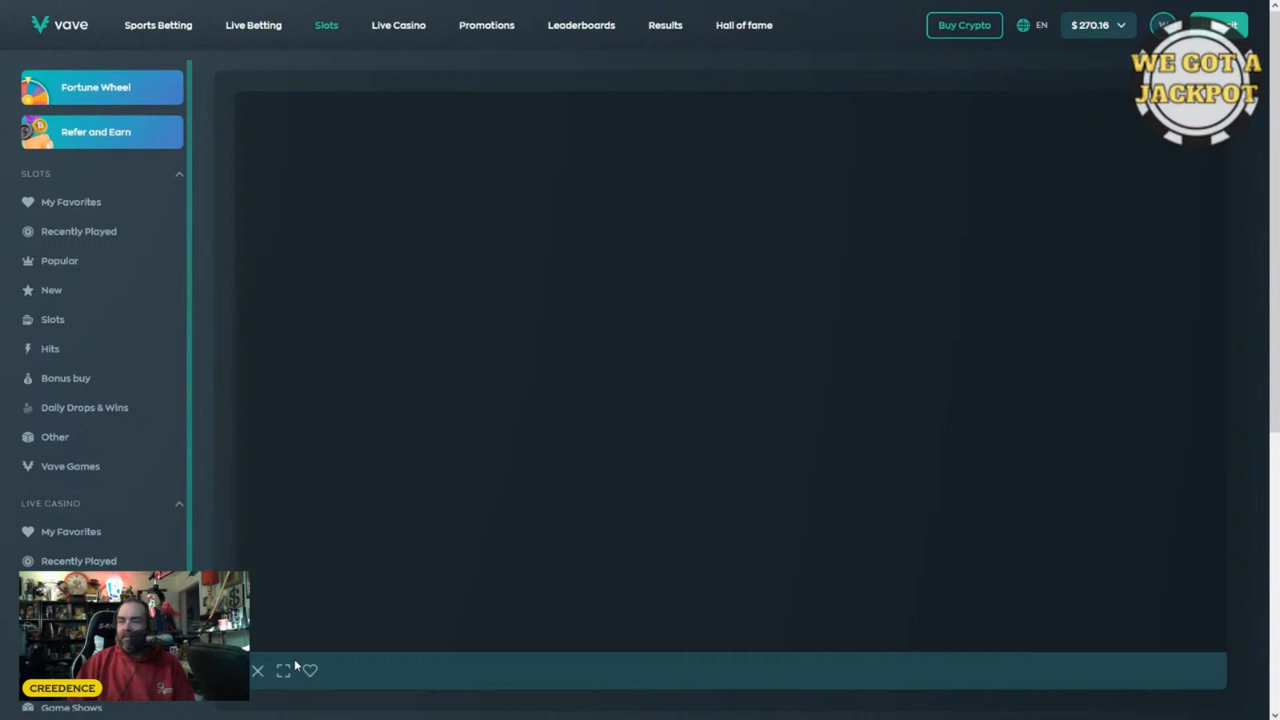 vave
Sports Betting
Live Betting
Slots
Live Casino
Promotions
Leaderboards
Results
Hall of fame
Buy Crypto
EN
$ 270.16
WE GOT A
JACKPOT
Fortune Wheel
Refer and Earn
SLOTS
My Favorites
Recently Played
Popular
New
Slots
Hits
Bonus buy
Daily Drops & Wins
Other
Vave Games
LIVE CASINO
My Favorites
Recently Played
CREEDENCE
Game Shows